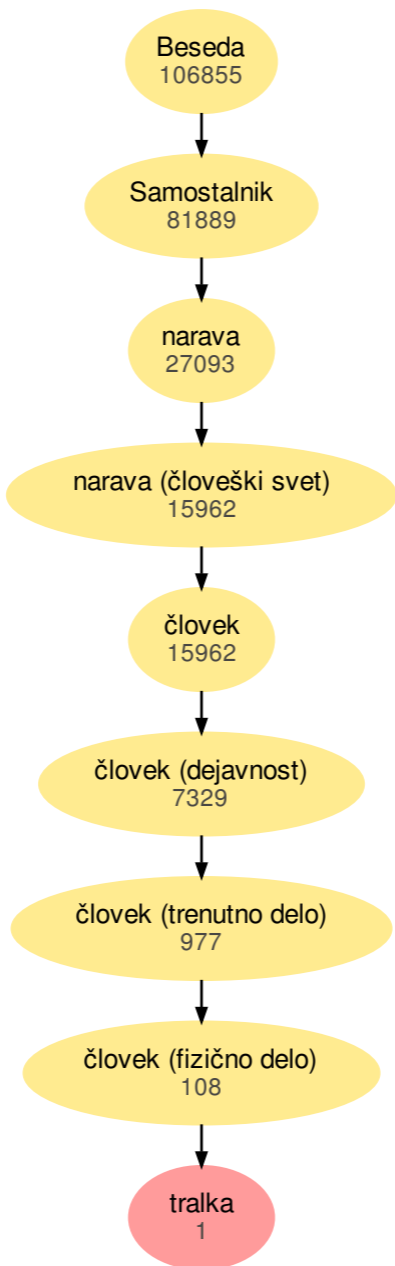 Beseda
106855
Samostalnik
81889
narava
27093
narava (človeški svet)
15962
človek
15962
človek (dejavnost)
7329
človek (trenutno delo)
977
človek (fizično delo)
108
tralka
1